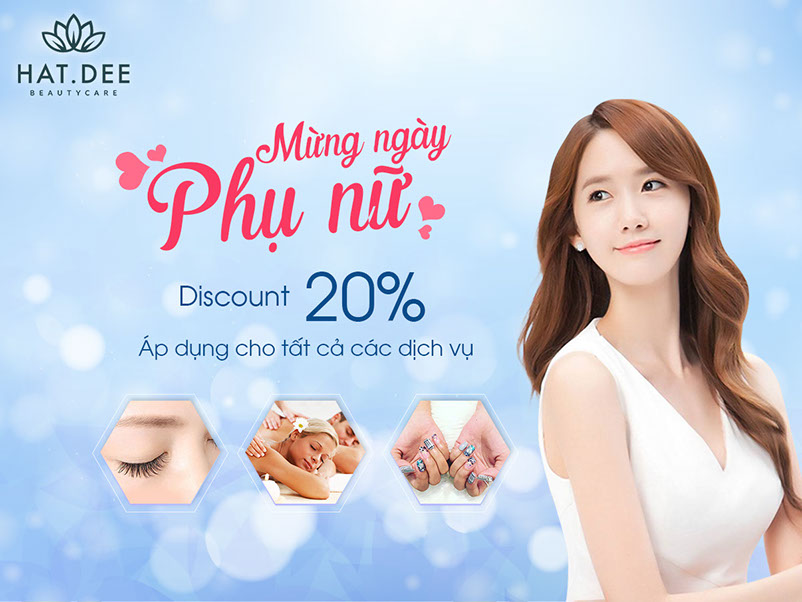 HAT.DEE
BEAUTYCARE
Mừng ngày
Phụ nữ
Discount 20%
Áp dụng cho tất cả các dịch vụ